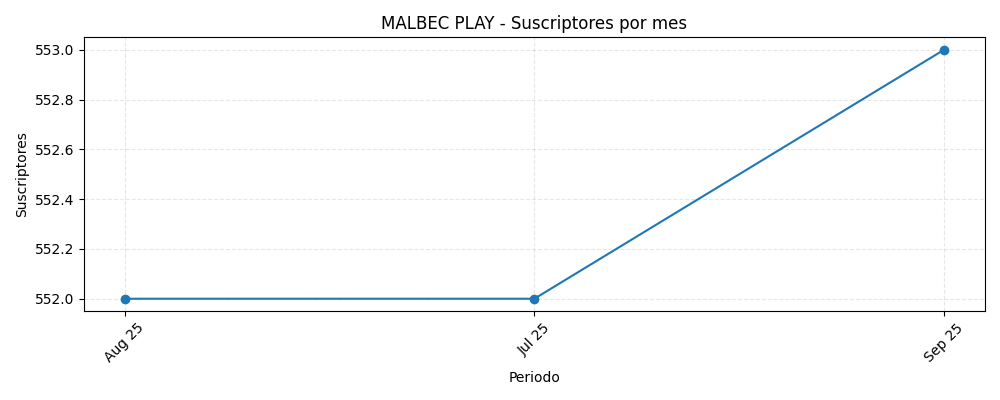 MALBEC PLAY - Suscriptores por mes
553.0
552.8
552.6
552.4
552.2
552.0
Suscriptores
Aug 25
Jul 25
Sep 25
Periodo